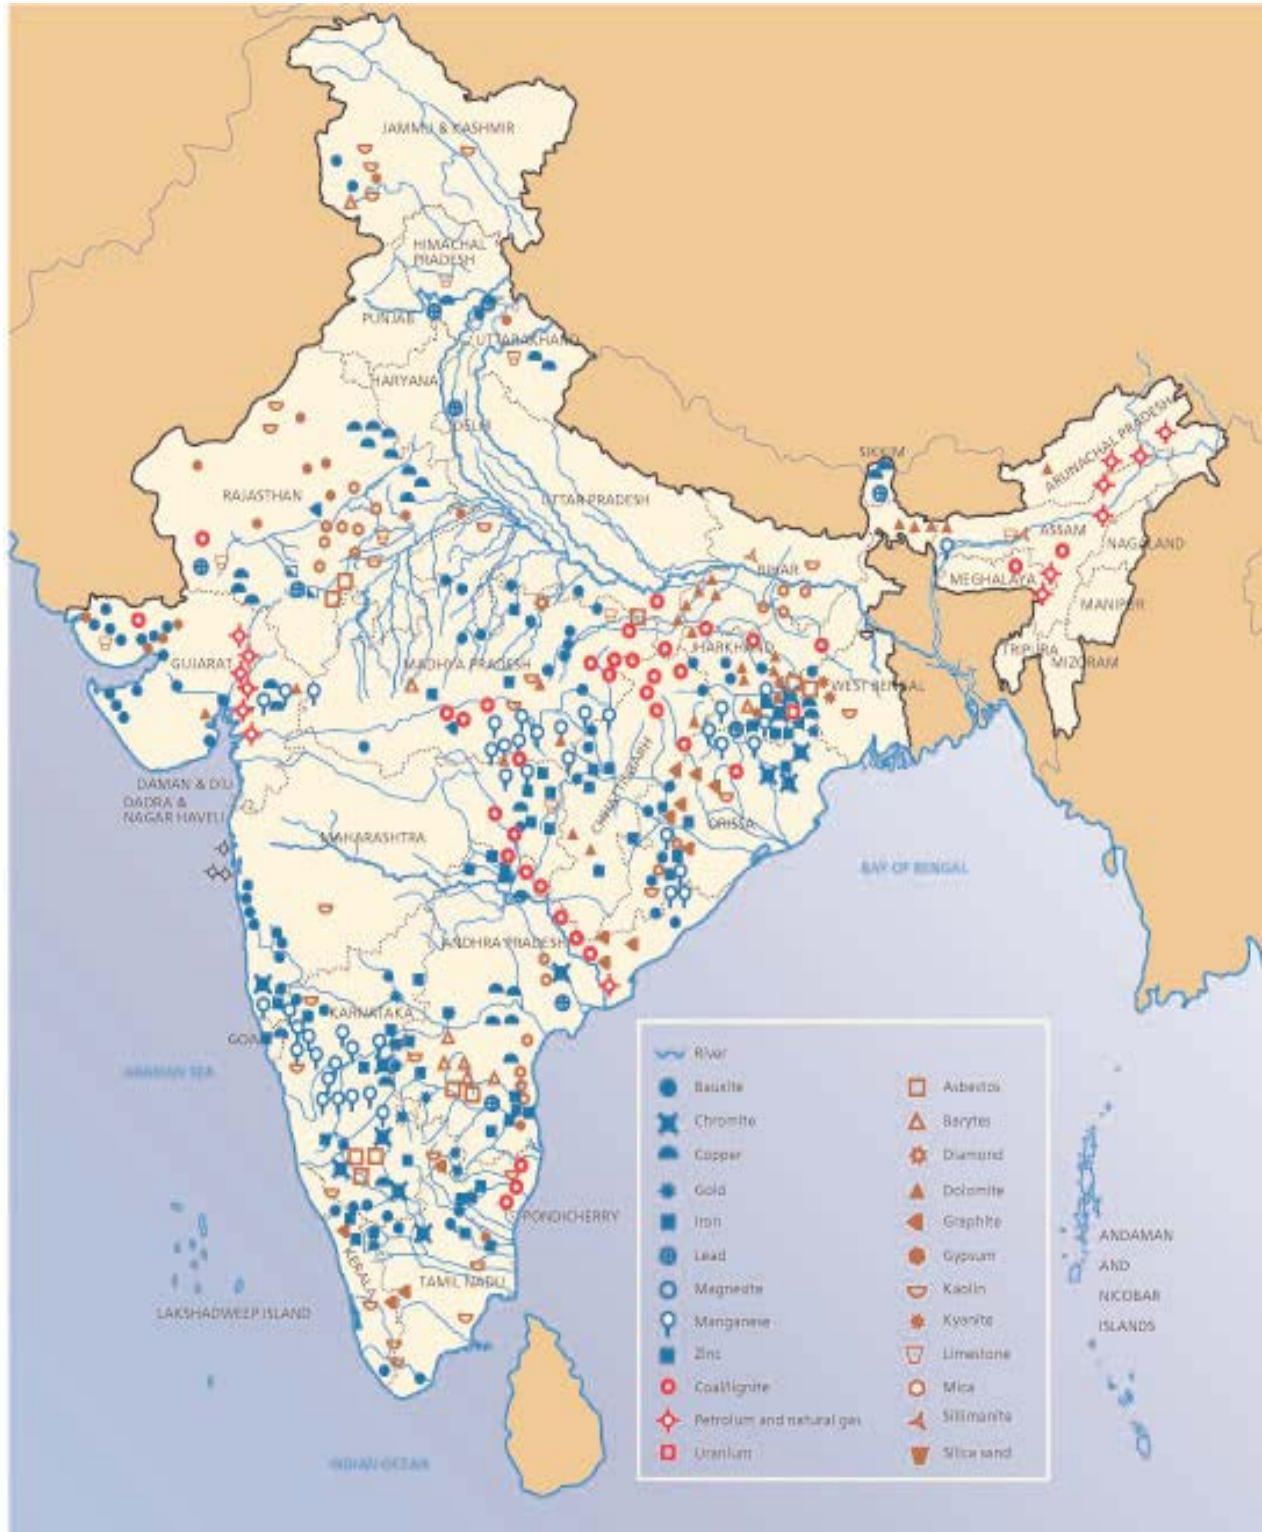 JAMMU & KASHMIR
HIMACHAL
PRADESH
PUNJAB
UTTARAKHAND
HARYANA
DELHI
SIKKIM
ARUNACHAL PRADESH
RAJASTHAN
UTTAR PRADESH
ASSAM
NAGALAND
BIHAR
MEGHALAYA
MANIPUR
TRIPURA
MIZORAM
GUJARAT
MADHYA PRADESH
JHARKHAND
WEST BENGAL
DAMAN & DIU
DADRA &
NAGAR HAVELI
CHHATTISGARH
ORISSA
MAHARASHTRA
BAY OF BENGAL
ANDHRA PRADESH
KARNATAKA
GOA
ARABIAN SEA
PONDICHERRY
KERALA
TAMIL NADU
LAKSHADWEEP ISLAND
ANDAMAN
AND
NICOBAR
ISLANDS
INDIAN OCEAN
River
Bauxite
Chromite
Copper
Gold
Iron
Lead
Magnesite
Manganese
Zinc
Coal/lignite
Petrolum and natural gas
Uranium
Asbestos
Barytes
Diamond
Dolomite
Graphite
Gypsum
Kaolin
Kyanite
Limestone
Mica
Sillimanite
Silica sand